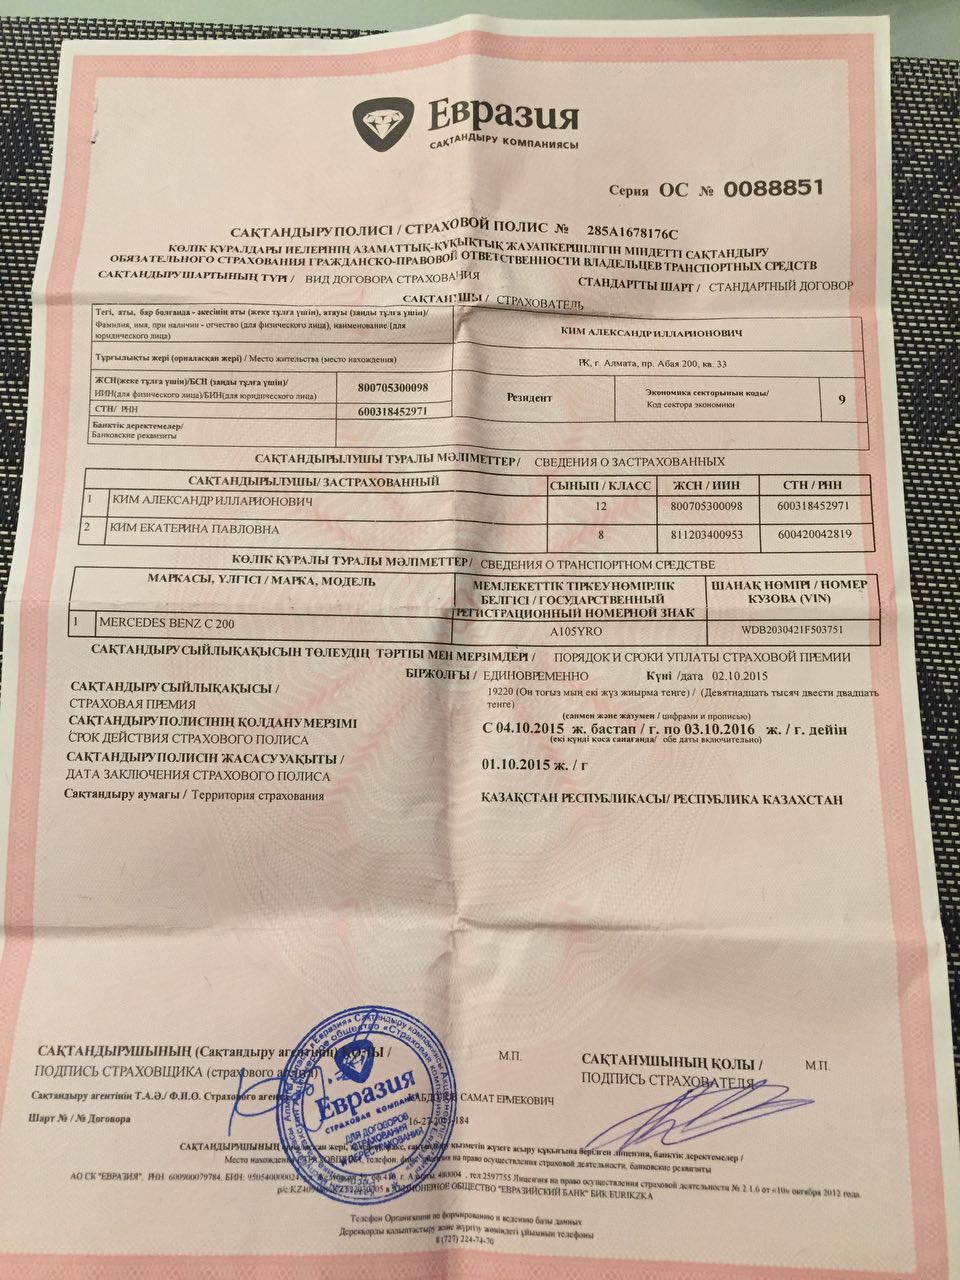 Евразия
САҚТАНДЫРУ КОМПАНИЯСЫ
Серия ОС № 0088851
САҚТАНДЫРУ ПОЛИСІ / СТРАХОВОЙ ПОЛИС № 285A1678176C
КӨЛІК ҚҰРАЛДАРЫ ИЕЛЕРІНІҢ АЗАМАТТЫҚ-ҚҰҚЫҚТЫҚ ЖАУАПКЕРШІЛІГІН МІНДЕТТІ САҚТАНДЫРУ
ОБЯЗАТЕЛЬНОГО СТРАХОВАНИЯ ГРАЖДАНСКО-ПРАВОВОЙ ОТВЕТСТВЕННОСТИ ВЛАДЕЛЬЦЕВ ТРАНСПОРТНЫХ СРЕДСТВ
САҚТАНДЫРУ ШАРТЫНЫҢ ТҮРІ / ВИД ДОГОВОРА СТРАХОВАНИЯ СТАНДАРТТЫ ШАРТ / СТАНДАРТНЫЙ ДОГОВОР
САҚТАНУШЫ / СТРАХОВАТЕЛЬ
Тегі, аты, бар болғанда - әкесінің аты (жеке тұлға үшін), атауы (заңды тұлға үшін)/
Фамилия, имя, при наличии - отчество (для физического лица), наименование (для
юридического лица)
КИМ АЛЕКСАНДР ИЛЛАРИОНОВИЧ
Тұрғылықты жері (орналасқан жері) / Место жительства (место нахождения)
РК, г. Алмата, пр. Абая 200, кв. 33
ЖСН(жеке тұлға үшін)/БСН (заңды тұлға үшін)/
ИИН(для физического лица)/БИН(для юридического лица)
800705300098
Резидент
Экономика секторының коды/
Код сектора экономики
9
СТН/ РНН 600318452971
Банктік деректемелер/
Банковские реквизиты
САҚТАНДЫРЫЛУШЫ ТУРАЛЫ МӘЛІМЕТТЕР / СВЕДЕНИЯ О ЗАСТРАХОВАННЫХ
САҚТАНДЫРЫЛУШЫ/ ЗАСТРАХОВАННЫЙ СЫНЫП / КЛАСС ЖСН / ИИН СТН / РНН
1 КИМ АЛЕКСАНДР ИЛЛАРИОНОВИЧ 12 800705300098 600318452971
2 КИМ ЕКАТЕРИНА ПАВЛОВНА 8 811203400953 600420042819
КӨЛІК ҚҰРАЛЫ ТУРАЛЫ МӘЛІМЕТТЕР/ СВЕДЕНИЯ О ТРАНСПОРТНОМ СРЕДСТВЕ
МАРКАСЫ, ҮЛГІСІ / МАРКА, МОДЕЛЬ
МЕМЛЕКЕТТІК ТІРКЕУ НӨМІРЛІК
БЕЛГІСІ / ГОСУДАРСТВЕННЫЙ
РЕГИСТРАЦИОННЫЙ НОМЕРНОЙ ЗНАК
ШАНАҚ НӨМІРІ / НОМЕР
КУЗОВА (VIN)
1 MERCEDES BENZ C 200 A105YRO WDB2030421F503751
САҚТАНДЫРУ СЫЙЛЫҚАҚЫСЫН ТӨЛЕУДІҢ ТӘРТІБІ МЕН МЕРЗІМДЕРІ / ПОРЯДОК И СРОКИ УПЛАТЫ СТРАХОВОЙ ПРЕМИИ
БІРЖОЛҒЫ / ЕДИНОВРЕМЕННО Күні /дата 02.10.2015
САҚТАНДЫРУ СЫЙЛЫҚАҚЫСЫ /
СТРАХОВАЯ ПРЕМИЯ
19220 (Он тоғыз мың екі жүз жиырма теңге) / (Девятнадцать тысяч двести двадцать
тенге)
(санмен және жазумен / цифрами и прописью)
САҚТАНДЫРУ ПОЛИСІНІҢ ҚОЛДАНУ МЕРЗІМІ
СРОК ДЕЙСТВИЯ СТРАХОВОГО ПОЛИСА
С 04.10.2015 ж. бастап / г. по 03.10.2016 ж. / г. дейін
(екі күнді қоса санағанда/ обе даты включительно)
САҚТАНДЫРУ ПОЛИСІН ЖАСАСУ УАҚЫТЫ /
ДАТА ЗАКЛЮЧЕНИЯ СТРАХОВОГО ПОЛИСА
01.10.2015 ж. / г
Сақтандыру аумағы / Территория страхования
ҚАЗАҚСТАН РЕСПУБЛИКАСЫ/ РЕСПУБЛИКА КАЗАХСТАН
САҚТАНДЫРУШЫНЫҢ (Сақтандыру агентінің) ҚОЛЫ /
ПОДПИСЬ СТРАХОВЩИКА (страхового агента)
М.П.
САҚТАНУШЫНЫҢ ҚОЛЫ /
ПОДПИСЬ СТРАХОВАТЕЛЯ
М.П.
Сақтандыру агентінің Т.А.Ә./ Ф.И.О. Страхового САМАТ ЕРМЕКОВИЧ
Шарт № / № Договора
Евразия
СТРАХОВАЯ КОМПАНИЯ
ДЛЯ ДОГОВОРОВ
СТРАХОВАНИЯ
И ПЕРЕСТРАХОВАНИЯ
САҚТАНДЫРУШЫНЫҢ қызметін жүзеге асыру құқығына берілген лицензия, банктік деректемелер /
Место нахождения телефон, на право осуществления страховой деятельности, банковские реквизиты
АО СК "ЕВРАЗИЯ". РНН 600900079784. БИН: , тел.2597755 Лицензия на право осуществления страховой деятельности № 2.1.6 от «10» октября 2012 года.
АКЦИОНЕРНОЕ ОБЩЕСТВО "ЕВРАЗИЙСКИЙ БАНК" БИК EURIKZKA
Телефон Организации по формированию и ведению базы данных
Дерекқорды қалыптастыру және жүргізу жөніндегі ұйымның телефоны
8 (727) 224-74-70